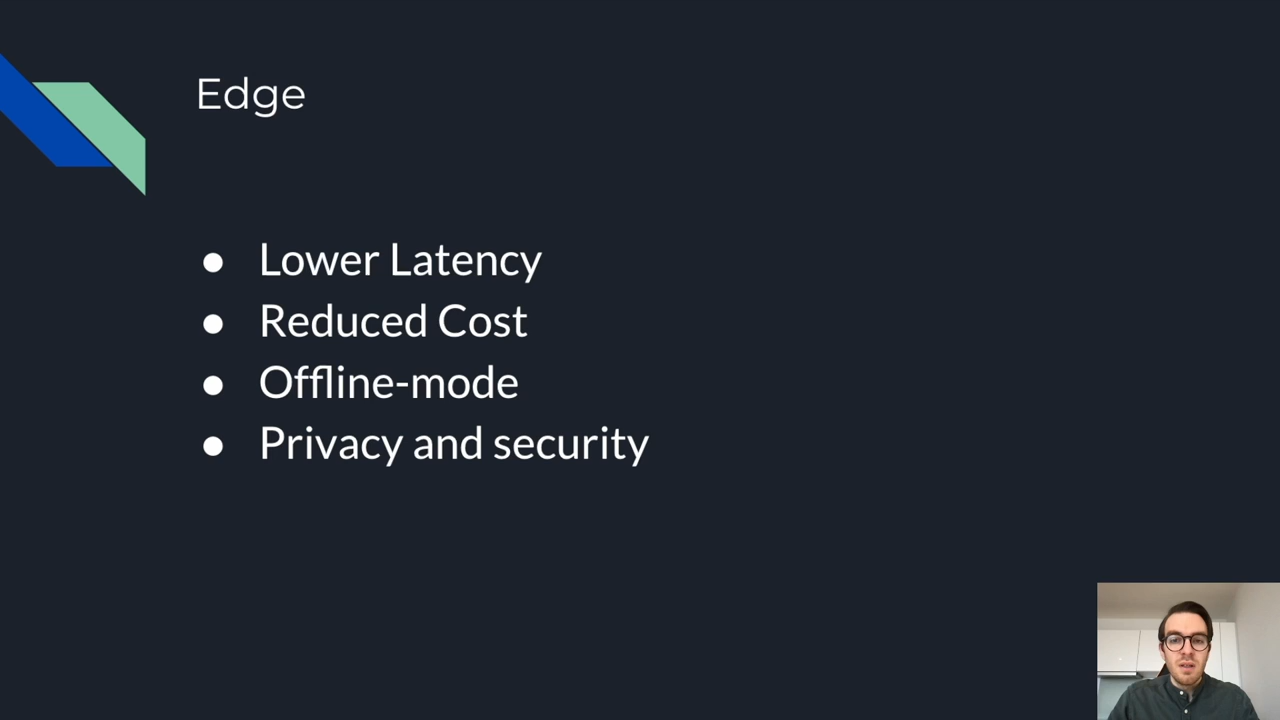 Edge
● Lower Latency
● Reduced Cost
● Offline-mode
● Privacy and security